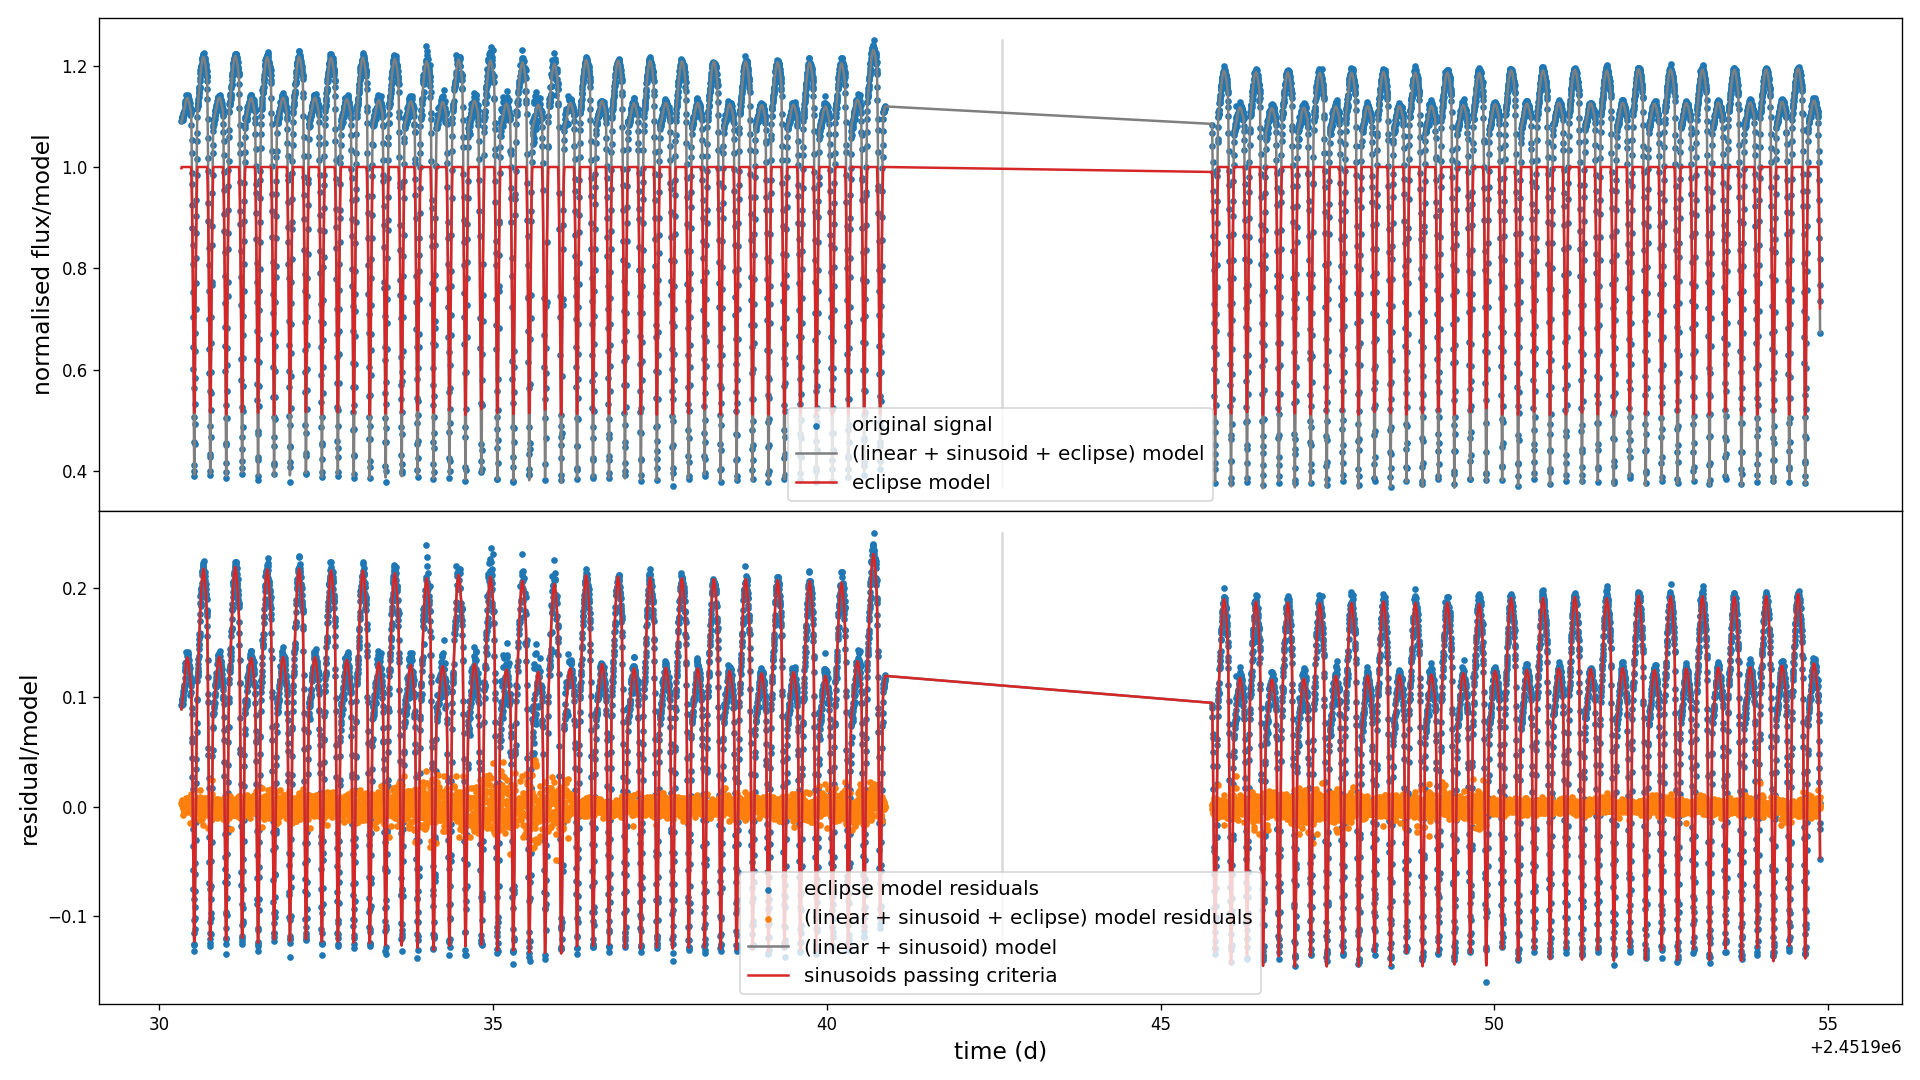 normalised flux/model
1.2
1.0
0.8
0.6
0.4
original signal
(linear + sinusoid + eclipse) model
eclipse model
residual/model
0.2
0.1
0.0
−0.1
eclipse model residuals
(linear + sinusoid + eclipse) model residuals
(linear + sinusoid) model
sinusoids passing criteria
30
35
40
45
50
55
time (d)
+2.4519e6